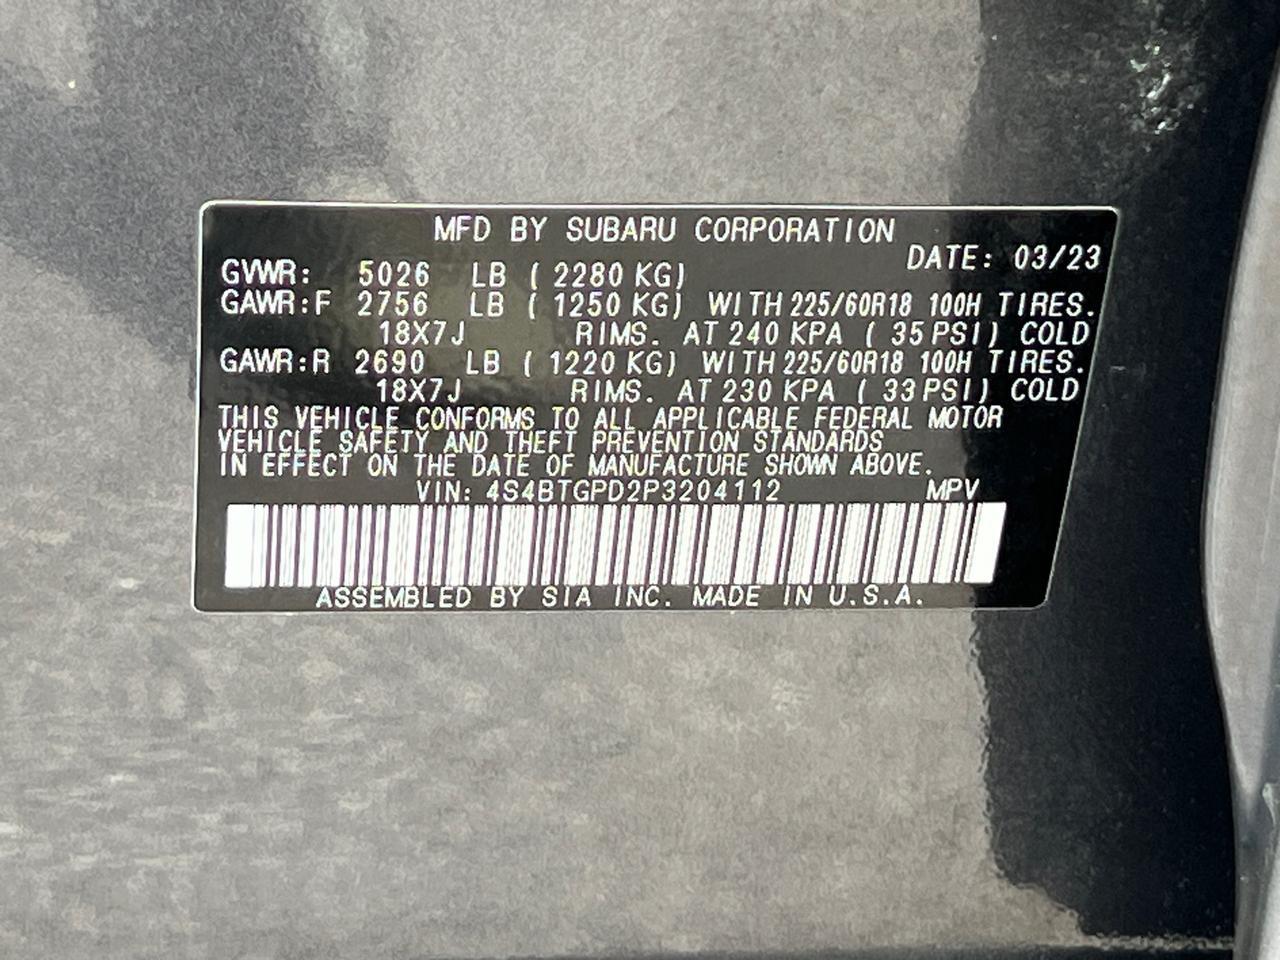 MFD BY SUBARU CORPORATION
DATE: 03/23
GVWR: 5026 LB ( 2280 KG)
GAWR:F 2756 LB ( 1250 KG) WITH 225/60R18 100H TIRES.
18X7J RIMS. AT 240 KPA ( 35 PSI) COLD
GAWR:R 2690 LB ( 1220 KG) WITH 225/60R18 100H TIRES.
18X7J RIMS. AT 230 KPA ( 33 PSI) COLD
THIS VEHICLE CONFORMS TO ALL APPLICABLE FEDERAL MOTOR
VEHICLE SAFETY AND THEFT PREVENTION STANDARDS
IN EFFECT ON THE DATE OF MANUFACTURE SHOWN ABOVE.
VIN: 4S4BTGPD2P3204112 MPV
ASSEMBLED BY SIA INC. MADE IN U.S.A.